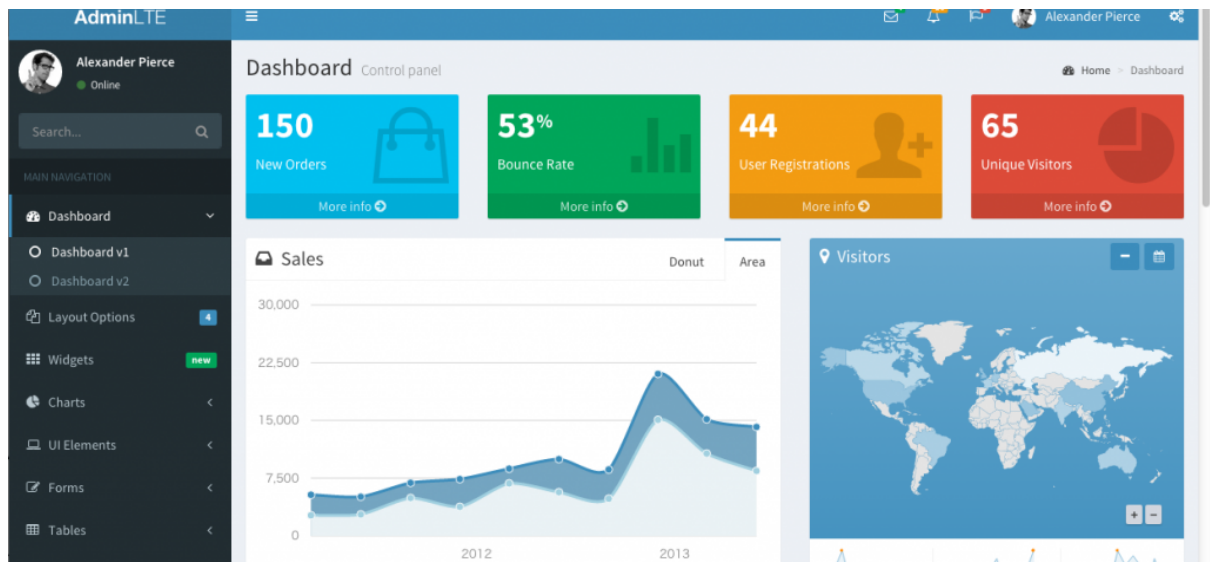 AdminLTE
Alexander Pierce
Alexander Pierce
Online
Search...
MAIN NAVIGATION
Dashboard
Dashboard v1
Dashboard v2
Layout Options 4
Widgets new
Charts
UI Elements
Forms
Tables
Dashboard Control panel
Home > Dashboard
150
New Orders
More info
53%
Bounce Rate
More info
44
User Registrations
More info
65
Unique Visitors
More info
Sales
Donut Area
30,000
22,500
15,000
7,500
0
2012 2013
Visitors
+ −